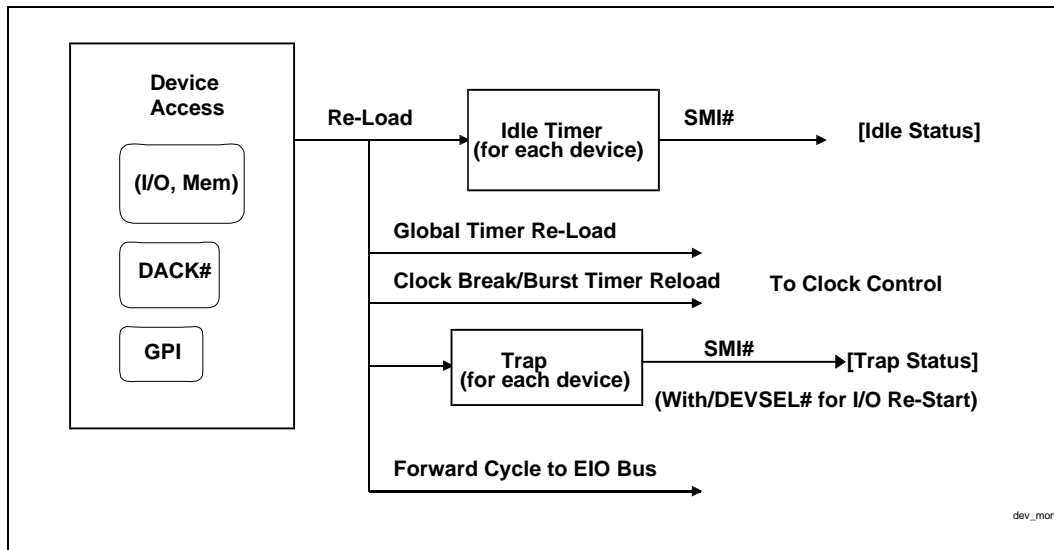 Device
Access
(I/O, Mem)
DACK#
GPI
Re-Load
Idle Timer
(for each device)
SMI#
[Idle Status]
Global Timer Re-Load
Clock Break/Burst Timer Reload
To Clock Control
Trap
(for each device)
SMI#
[Trap Status]
(With/DEVSEL# for I/O Re-Start)
Forward Cycle to EIO Bus
dev_mon